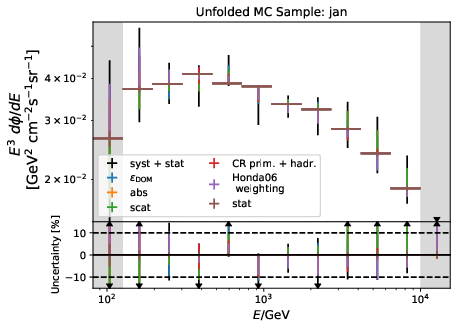 Unfolded MC Sample: jan
E³ dϕ/dE
[GeV² cm⁻²s⁻¹sr⁻¹]
4 × 10⁻²
3 × 10⁻²
2 × 10⁻²
syst + stat
ε_DOM
abs
scat
CR prim. + hadr.
Honda06
weighting
stat
Uncertainty [%]
10
0
−10
10²
10³
10⁴
E/GeV